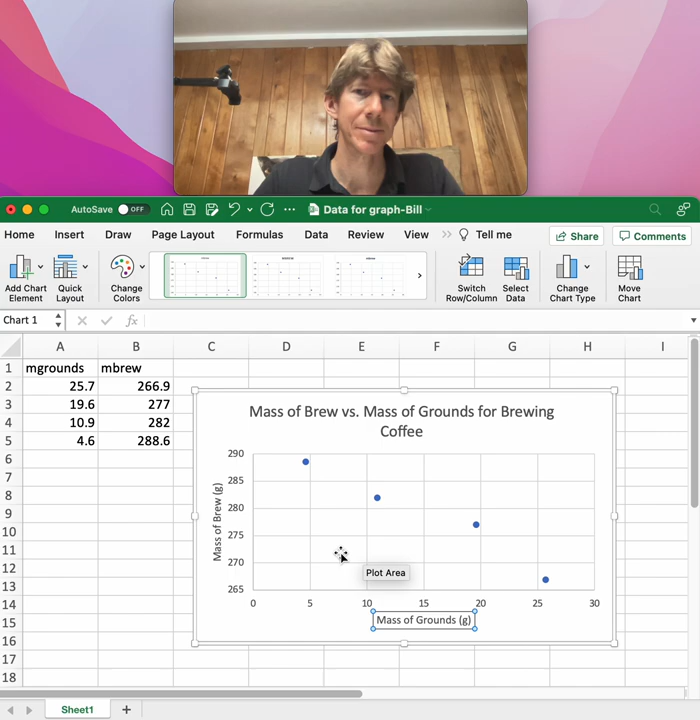 AutoSave OFF Data for graph-Bill
Home Insert Draw Page Layout Formulas Data Review View Tell me Share Comments
Add Chart Element
Quick Layout
Change Colors
Switch Row/Column
Select Data
Change Chart Type
Move Chart
Chart 1 fx
A B C D E F G H I
1 mgrounds mbrew
2 25.7 266.9
3 19.6 277
4 10.9 282
5 4.6 288.6
6
7
8
9
10
11
12
13
14
15
16
17
18
Mass of Brew vs. Mass of Grounds for Brewing
Coffee
Mass of Brew (g)
290
285
280
275
270
265
Plot Area
0 5 10 15 20 25 30
Mass of Grounds (g)
Sheet1